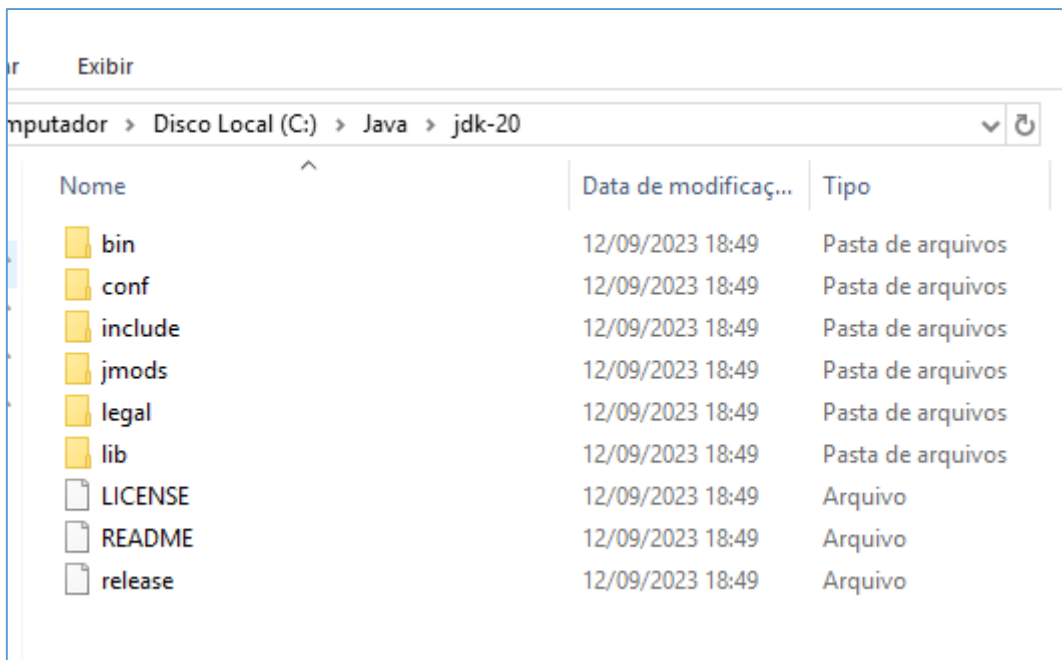 ar Exibir
mputador > Disco Local (C:) > Java > jdk-20
Nome Data de modificaç... Tipo
bin 12/09/2023 18:49 Pasta de arquivos
conf 12/09/2023 18:49 Pasta de arquivos
include 12/09/2023 18:49 Pasta de arquivos
jmods 12/09/2023 18:49 Pasta de arquivos
legal 12/09/2023 18:49 Pasta de arquivos
lib 12/09/2023 18:49 Pasta de arquivos
LICENSE 12/09/2023 18:49 Arquivo
README 12/09/2023 18:49 Arquivo
release 12/09/2023 18:49 Arquivo